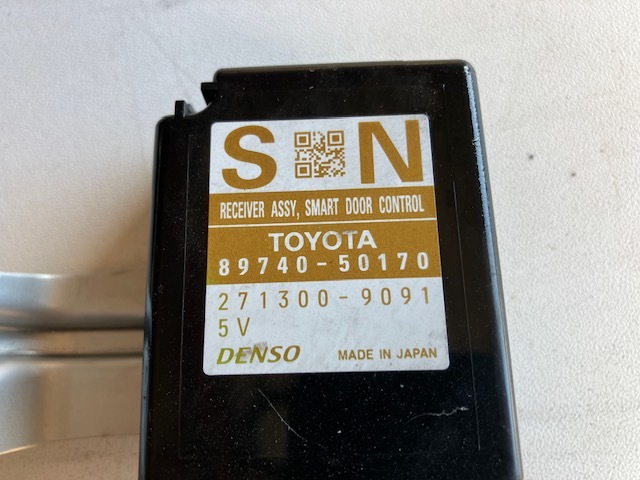 S N
RECEIVER ASSY, SMART DOOR CONTROL
TOYOTA
89740-50170
271300-9091
5V
DENSO MADE IN JAPAN